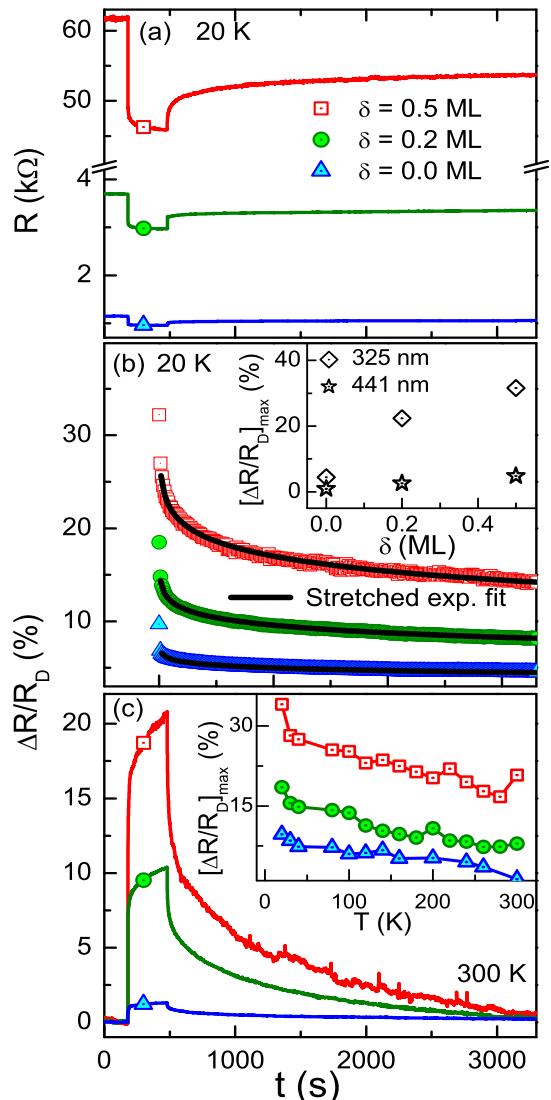 (a) 20 K
60
50
4
2
R (kΩ)
δ = 0.5 ML
δ = 0.2 ML
δ = 0.0 ML
(b) 20 K
30
20
10
ΔR/R_D (%)
40
20
0
[ΔR/R_D]_max (%)
325 nm
441 nm
0.0 0.2 0.4
δ (ML)
Stretched exp. fit
(c)
20
15
10
5
0
30
15
[ΔR/R_D]_max (%)
0 100 200 300
T (K)
300 K
0 1000 2000 3000
t (s)